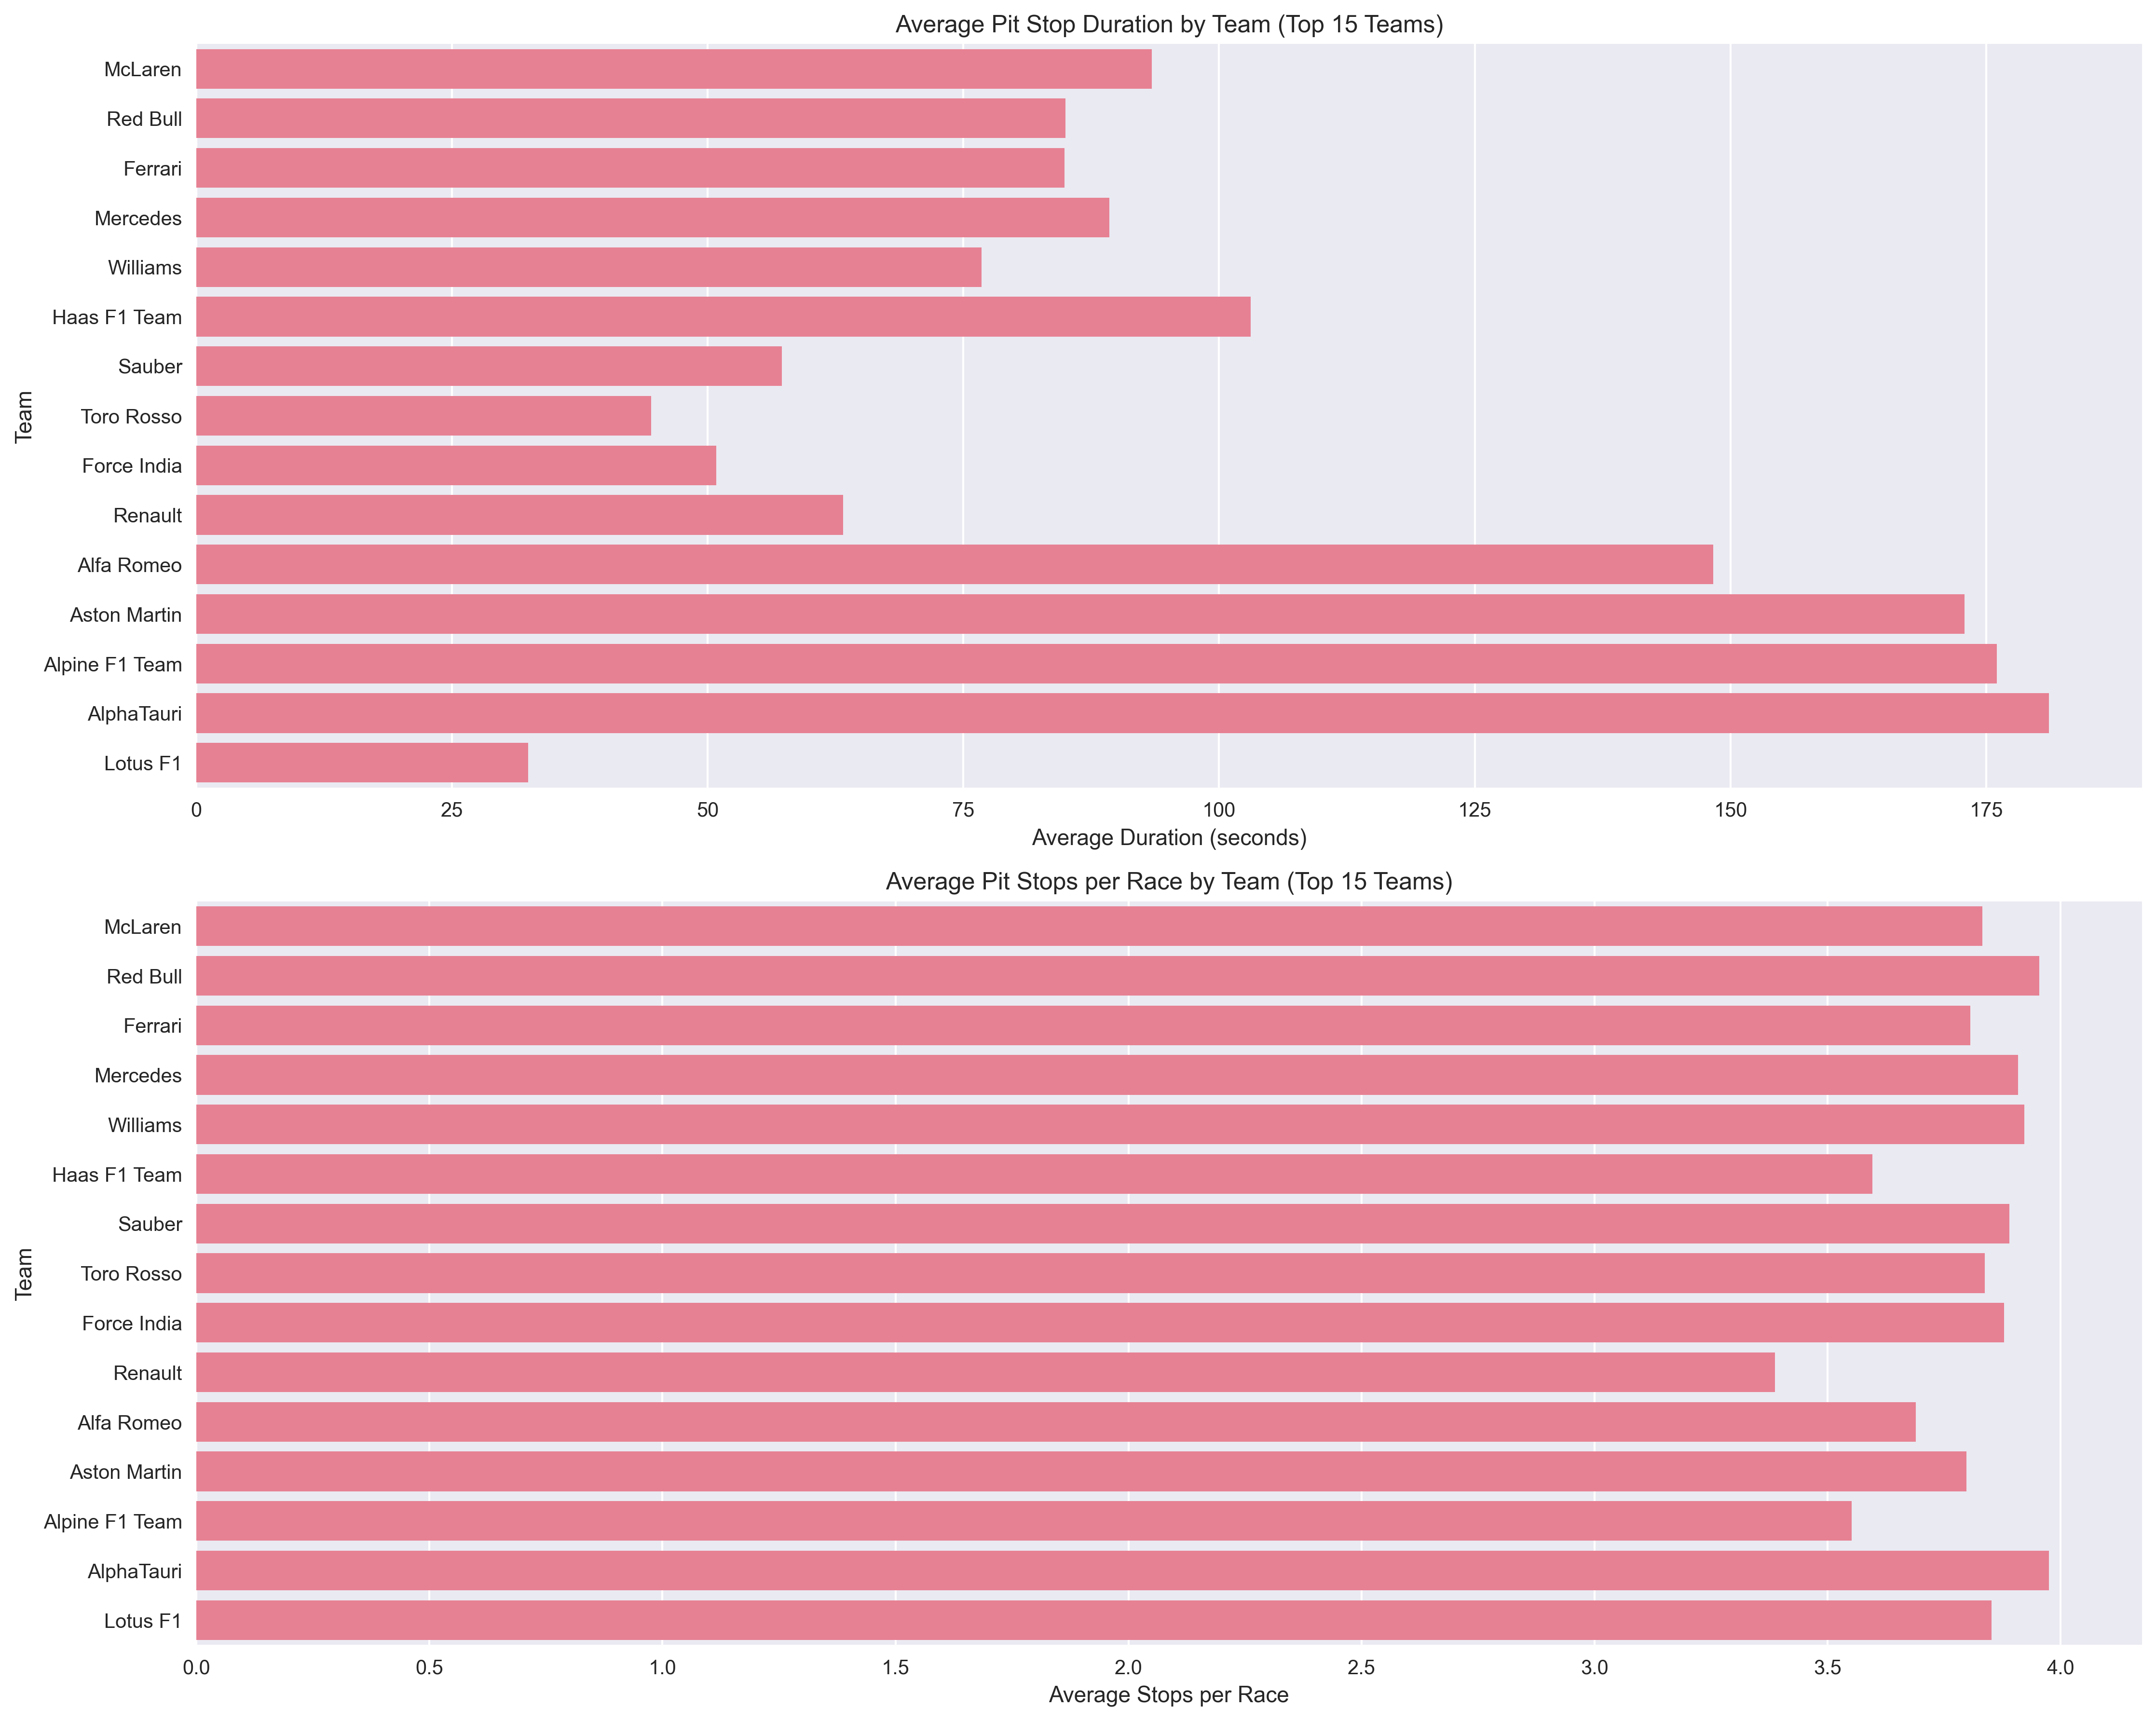 Average Pit Stop Duration by Team (Top 15 Teams)
Team
McLaren
Red Bull
Ferrari
Mercedes
Williams
Haas F1 Team
Sauber
Toro Rosso
Force India
Renault
Alfa Romeo
Aston Martin
Alpine F1 Team
AlphaTauri
Lotus F1
0 25 50 75 100 125 150 175
Average Duration (seconds)
Average Pit Stops per Race by Team (Top 15 Teams)
Team
McLaren
Red Bull
Ferrari
Mercedes
Williams
Haas F1 Team
Sauber
Toro Rosso
Force India
Renault
Alfa Romeo
Aston Martin
Alpine F1 Team
AlphaTauri
Lotus F1
0.0 0.5 1.0 1.5 2.0 2.5 3.0 3.5 4.0
Average Stops per Race